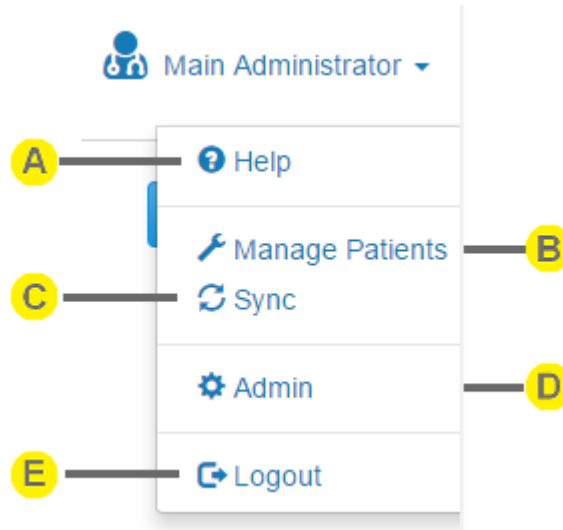 Main Administrator
A Help
Manage Patients B
C Sync
Admin D
E Logout